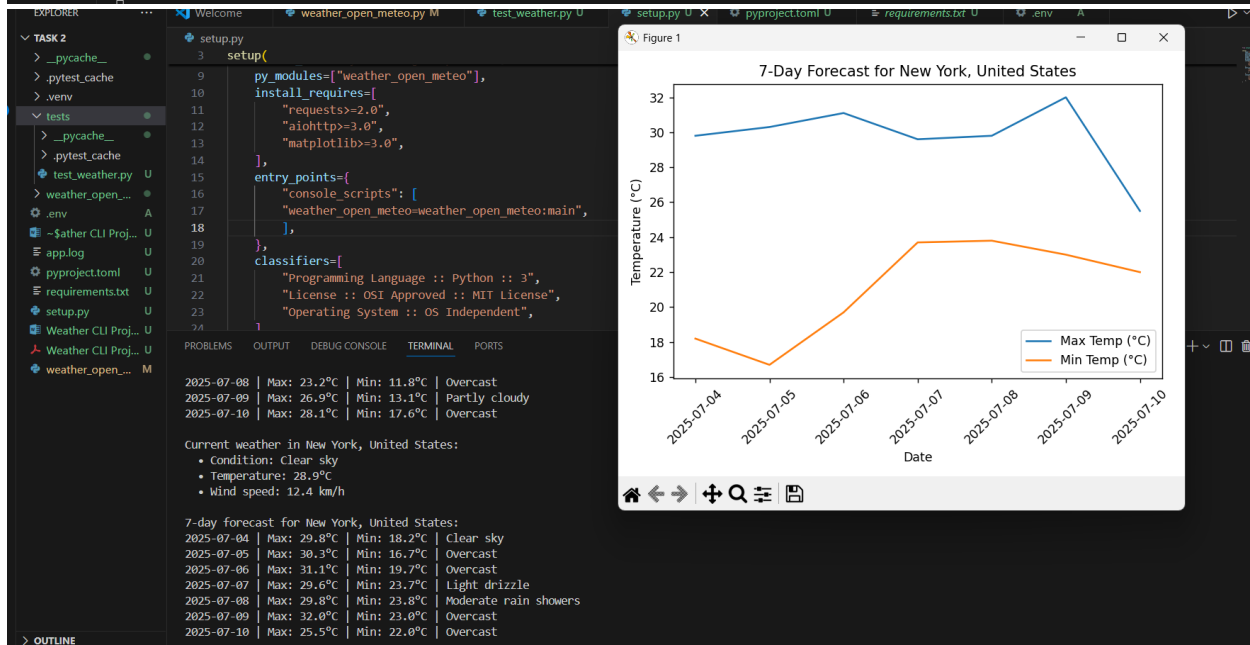 EXPLORER ···
Welcome
weather_open_meteo.py M
test_weather.py U
setup.py U
pyproject.toml U
requirements.txt U
.env A
TASK 2
__pycache__
.pytest_cache
.venv
tests
__pycache__
.pytest_cache
test_weather.py U
weather_open_...
.env A
~$ather CLI Proj... U
app.log U
pyproject.toml U
requirements.txt U
setup.py U
Weather CLI Proj... U
Weather CLI Proj... U
weather_open_... M
OUTLINE
setup.py
3 setup(
9 py_modules=["weather_open_meteo"],
10 install_requires=[
11 "requests>=2.0",
12 "aiohttp>=3.0",
13 "matplotlib>=3.0",
14 ],
15 entry_points={
16 "console_scripts": [
17 "weather_open_meteo=weather_open_meteo:main",
18 ],
19 },
20 classifiers=[
21 "Programming Language :: Python :: 3",
22 "License :: OSI Approved :: MIT License",
23 "Operating System :: OS Independent",
24 ]
PROBLEMS OUTPUT DEBUG CONSOLE TERMINAL PORTS
2025-07-08 | Max: 23.2°C | Min: 11.8°C | Overcast
2025-07-09 | Max: 26.9°C | Min: 13.1°C | Partly cloudy
2025-07-10 | Max: 28.1°C | Min: 17.6°C | Overcast
Current weather in New York, United States:
• Condition: Clear sky
• Temperature: 28.9°C
• Wind speed: 12.4 km/h
7-day forecast for New York, United States:
2025-07-04 | Max: 29.8°C | Min: 18.2°C | Clear sky
2025-07-05 | Max: 30.3°C | Min: 16.7°C | Overcast
2025-07-06 | Max: 31.1°C | Min: 19.7°C | Overcast
2025-07-07 | Max: 29.6°C | Min: 23.7°C | Light drizzle
2025-07-08 | Max: 29.8°C | Min: 23.8°C | Moderate rain showers
2025-07-09 | Max: 32.0°C | Min: 23.0°C | Overcast
2025-07-10 | Max: 25.5°C | Min: 22.0°C | Overcast
Figure 1
7-Day Forecast for New York, United States
Temperature (°C)
32
30
28
26
24
22
20
18
16
Max Temp (°C)
Min Temp (°C)
2025-07-04
2025-07-05
2025-07-06
2025-07-07
2025-07-08
2025-07-09
2025-07-10
Date